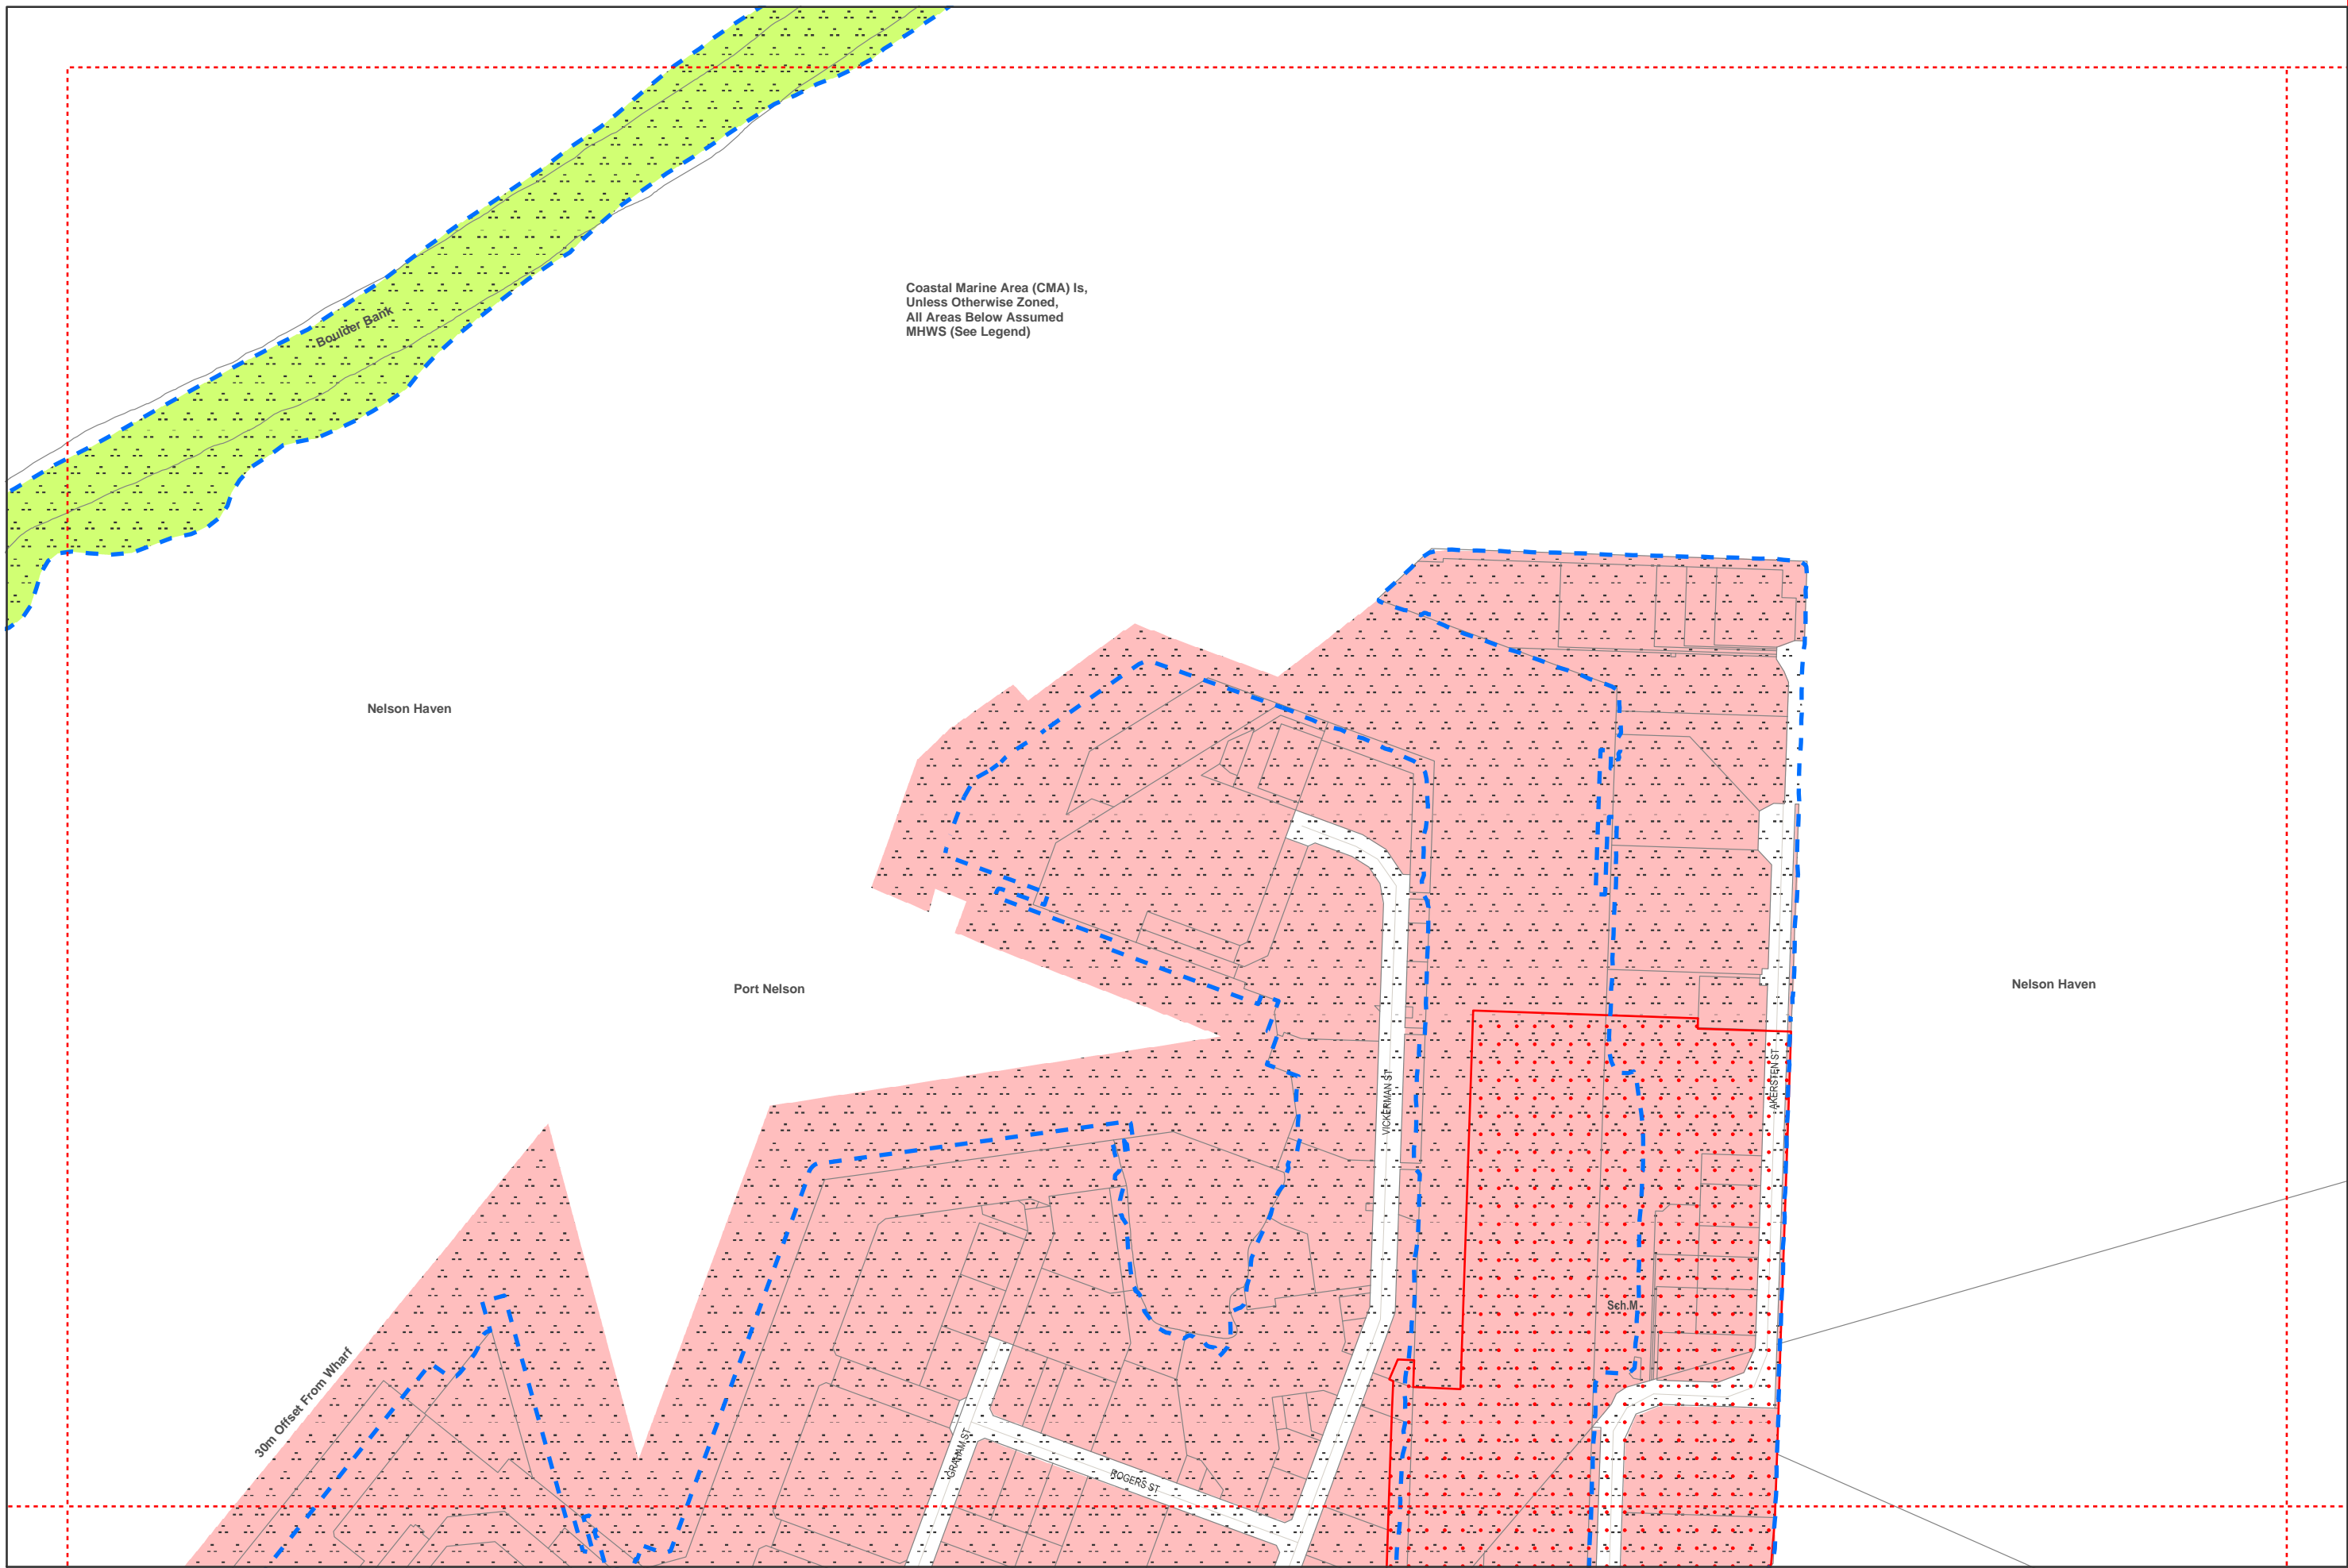 Coastal Marine Area (CMA) Is,
Unless Otherwise Zoned,
All Areas Below Assumed
MHWS (See Legend)
Boulder Bank
Nelson Haven
Port Nelson
Nelson Haven
VICKERMAN ST
AKERSTEN ST
Sch.M
30m Offset From Wharf
GRAHAM ST
ROGERS ST